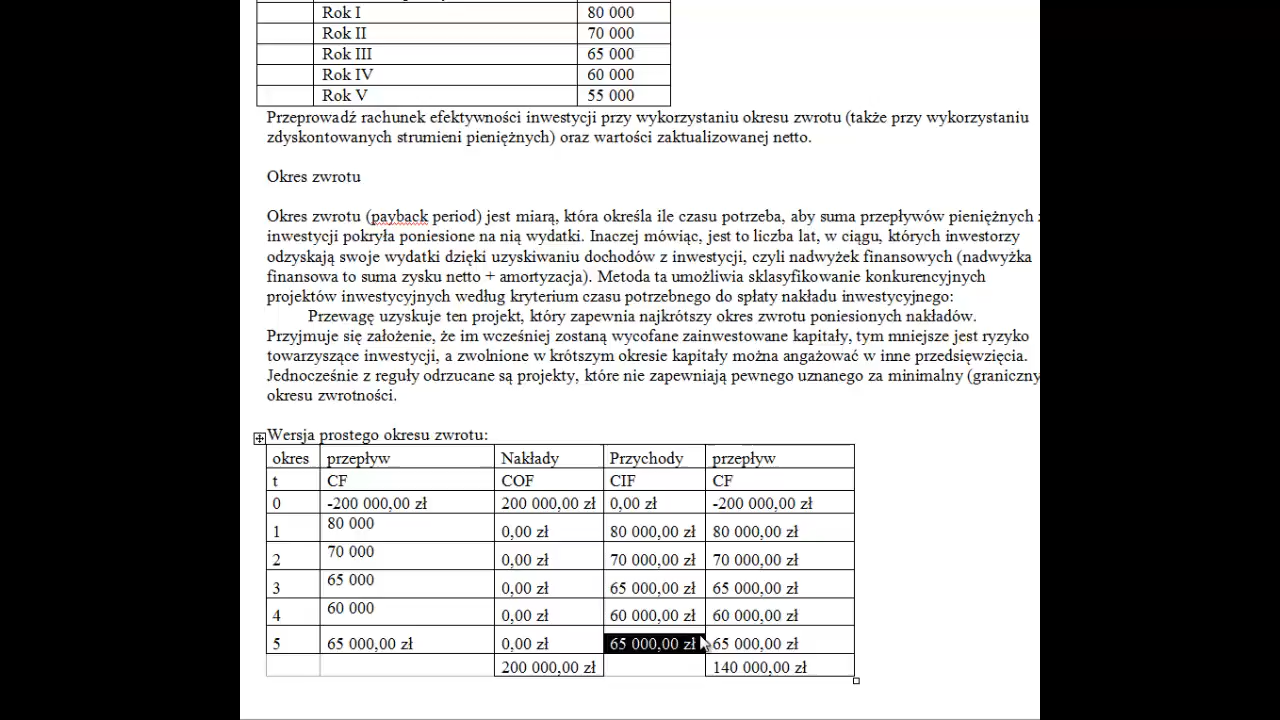 Rok I 80 000
Rok II 70 000
Rok III 65 000
Rok IV 60 000
Rok V 55 000
Przeprowadź rachunek efektywności inwestycji przy wykorzystaniu okresu zwrotu (także przy wykorzystaniu
zdyskontowanych strumieni pieniężnych) oraz wartości zaktualizowanej netto.
Okres zwrotu
Okres zwrotu (payback period) jest miarą, która określa ile czasu potrzeba, aby suma przepływów pieniężnych
inwestycji pokryła poniesione na nią wydatki. Inaczej mówiąc, jest to liczba lat, w ciągu, których inwestorzy
odzyskają swoje wydatki dzięki uzyskiwaniu dochodów z inwestycji, czyli nadwyżek finansowych (nadwyżka
finansowa to suma zysku netto + amortyzacja). Metoda ta umożliwia sklasyfikowanie konkurencyjnych
projektów inwestycyjnych według kryterium czasu potrzebnego do spłaty nakładu inwestycyjnego:
Przewagę uzyskuje ten projekt, który zapewnia najkrótszy okres zwrotu poniesionych nakładów.
Przyjmuje się założenie, że im wcześniej zostaną wycofane zainwestowane kapitały, tym mniejsze jest ryzyko
towarzyszące inwestycji, a zwolnione w krótszym okresie kapitały można angażować w inne przedsięwzięcia.
Jednocześnie z reguły odrzucane są projekty, które nie zapewniają pewnego uznanego za minimalny (graniczny
okresu zwrotności.
Wersja prostego okresu zwrotu:
okres przepływ Nakłady Przychody przepływ
t CF COF CIF CF
0 -200 000,00 zł 200 000,00 zł 0,00 zł -200 000,00 zł
1 80 000 0,00 zł 80 000,00 zł 80 000,00 zł
2 70 000 0,00 zł 70 000,00 zł 70 000,00 zł
3 65 000 0,00 zł 65 000,00 zł 65 000,00 zł
4 60 000 0,00 zł 60 000,00 zł 60 000,00 zł
5 65 000,00 zł 0,00 zł 65 000,00 zł 65 000,00 zł
200 000,00 zł 140 000,00 zł